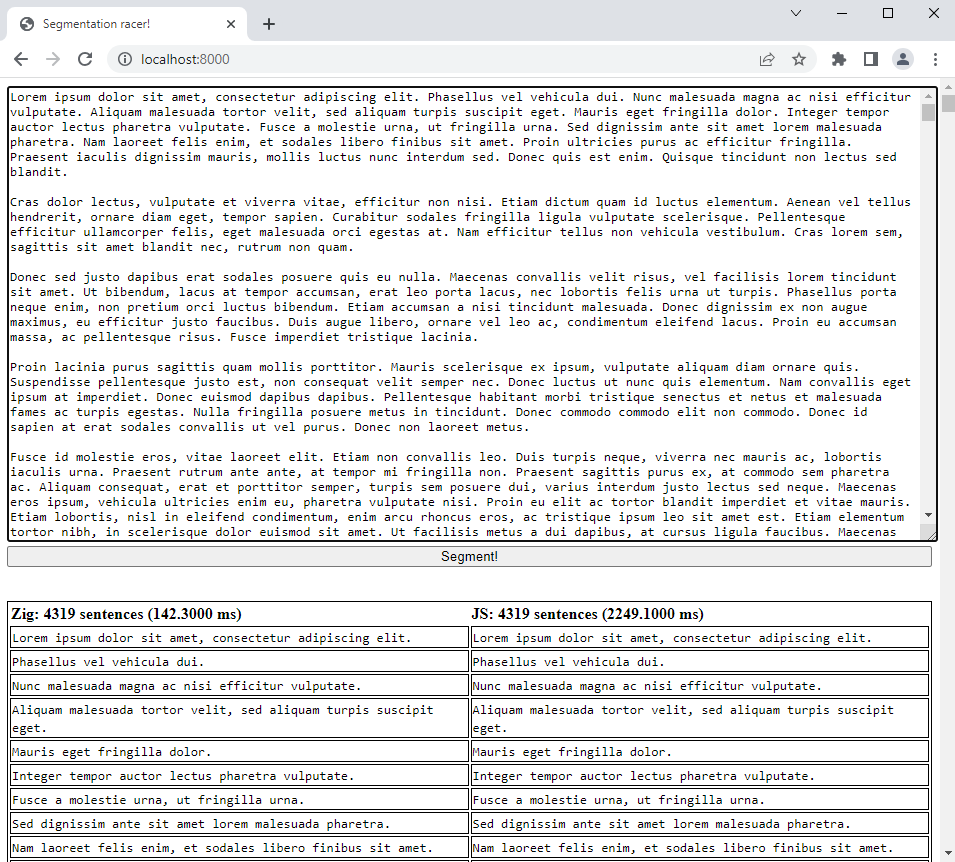 Segmentation racer!
localhost:8000
Lorem ipsum dolor sit amet, consectetur adipiscing elit. Phasellus vel vehicula dui. Nunc malesuada magna ac nisi efficitur
vulputate. Aliquam malesuada tortor velit, sed aliquam turpis suscipit eget. Mauris eget fringilla dolor. Integer tempor
auctor lectus pharetra vulputate. Fusce a molestie urna, ut fringilla urna. Sed dignissim ante sit amet lorem malesuada
pharetra. Nam laoreet felis enim, et sodales libero finibus sit amet. Proin ultricies purus ac efficitur fringilla.
Praesent iaculis dignissim mauris, mollis luctus nunc interdum sed. Donec quis est enim. Quisque tincidunt non lectus sed
blandit.
Cras dolor lectus, vulputate et viverra vitae, efficitur non nisi. Etiam dictum quam id luctus elementum. Aenean vel tellus
hendrerit, ornare diam eget, tempor sapien. Curabitur sodales fringilla ligula vulputate scelerisque. Pellentesque
efficitur ullamcorper felis, eget malesuada orci egestas at. Nam efficitur tellus non vehicula vestibulum. Cras lorem sem,
sagittis sit amet blandit nec, rutrum non quam.
Donec sed justo dapibus erat sodales posuere quis eu nulla. Maecenas convallis velit risus, vel facilisis lorem tincidunt
sit amet. Ut bibendum, lacus at tempor accumsan, erat leo porta lacus, nec lobortis felis urna ut turpis. Phasellus porta
neque enim, non pretium orci luctus bibendum. Etiam accumsan a nisi tincidunt malesuada. Donec dignissim ex non augue
maximus, eu efficitur justo faucibus. Duis augue libero, ornare vel leo ac, condimentum eleifend lacus. Proin eu accumsan
massa, ac pellentesque risus. Fusce imperdiet tristique lacinia.
Proin lacinia purus sagittis quam mollis porttitor. Mauris scelerisque ex ipsum, vulputate aliquam diam ornare quis.
Suspendisse pellentesque justo est, non consequat velit semper nec. Donec luctus ut nunc quis elementum. Nam convallis eget
ipsum at imperdiet. Donec euismod dapibus dapibus. Pellentesque habitant morbi tristique senectus et netus et malesuada
fames ac turpis egestas. Nulla fringilla posuere metus in tincidunt. Donec commodo commodo elit non commodo. Donec id
sapien at erat sodales convallis ut vel purus. Donec non laoreet metus.
Fusce id molestie eros, vitae laoreet elit. Etiam non convallis leo. Duis turpis neque, viverra nec mauris ac, lobortis
iaculis urna. Praesent rutrum ante ante, at tempor mi fringilla non. Praesent sagittis purus ex, at commodo sem pharetra
ac. Aliquam consequat, erat et porttitor semper, turpis sem posuere dui, varius interdum justo lectus sed neque. Maecenas
eros ipsum, vehicula ultricies enim eu, pharetra vulputate nisi. Proin eu elit ac tortor blandit imperdiet et vitae mauris.
Etiam lobortis, nisl in eleifend condimentum, enim arcu rhoncus eros, ac tristique ipsum leo sit amet est. Etiam elementum
tortor nibh, in scelerisque dolor euismod sit amet. Ut facilisis metus a dui dapibus, at cursus ligula faucibus. Maecenas
Segment!
Zig: 4319 sentences (142.3000 ms) JS: 4319 sentences (2249.1000 ms)
Lorem ipsum dolor sit amet, consectetur adipiscing elit. Lorem ipsum dolor sit amet, consectetur adipiscing elit.
Phasellus vel vehicula dui. Phasellus vel vehicula dui.
Nunc malesuada magna ac nisi efficitur vulputate. Nunc malesuada magna ac nisi efficitur vulputate.
Aliquam malesuada tortor velit, sed aliquam turpis suscipit Aliquam malesuada tortor velit, sed aliquam turpis suscipit
eget. eget.
Mauris eget fringilla dolor. Mauris eget fringilla dolor.
Integer tempor auctor lectus pharetra vulputate. Integer tempor auctor lectus pharetra vulputate.
Fusce a molestie urna, ut fringilla urna. Fusce a molestie urna, ut fringilla urna.
Sed dignissim ante sit amet lorem malesuada pharetra. Sed dignissim ante sit amet lorem malesuada pharetra.
Nam laoreet felis enim, et sodales libero finibus sit amet. Nam laoreet felis enim, et sodales libero finibus sit amet.